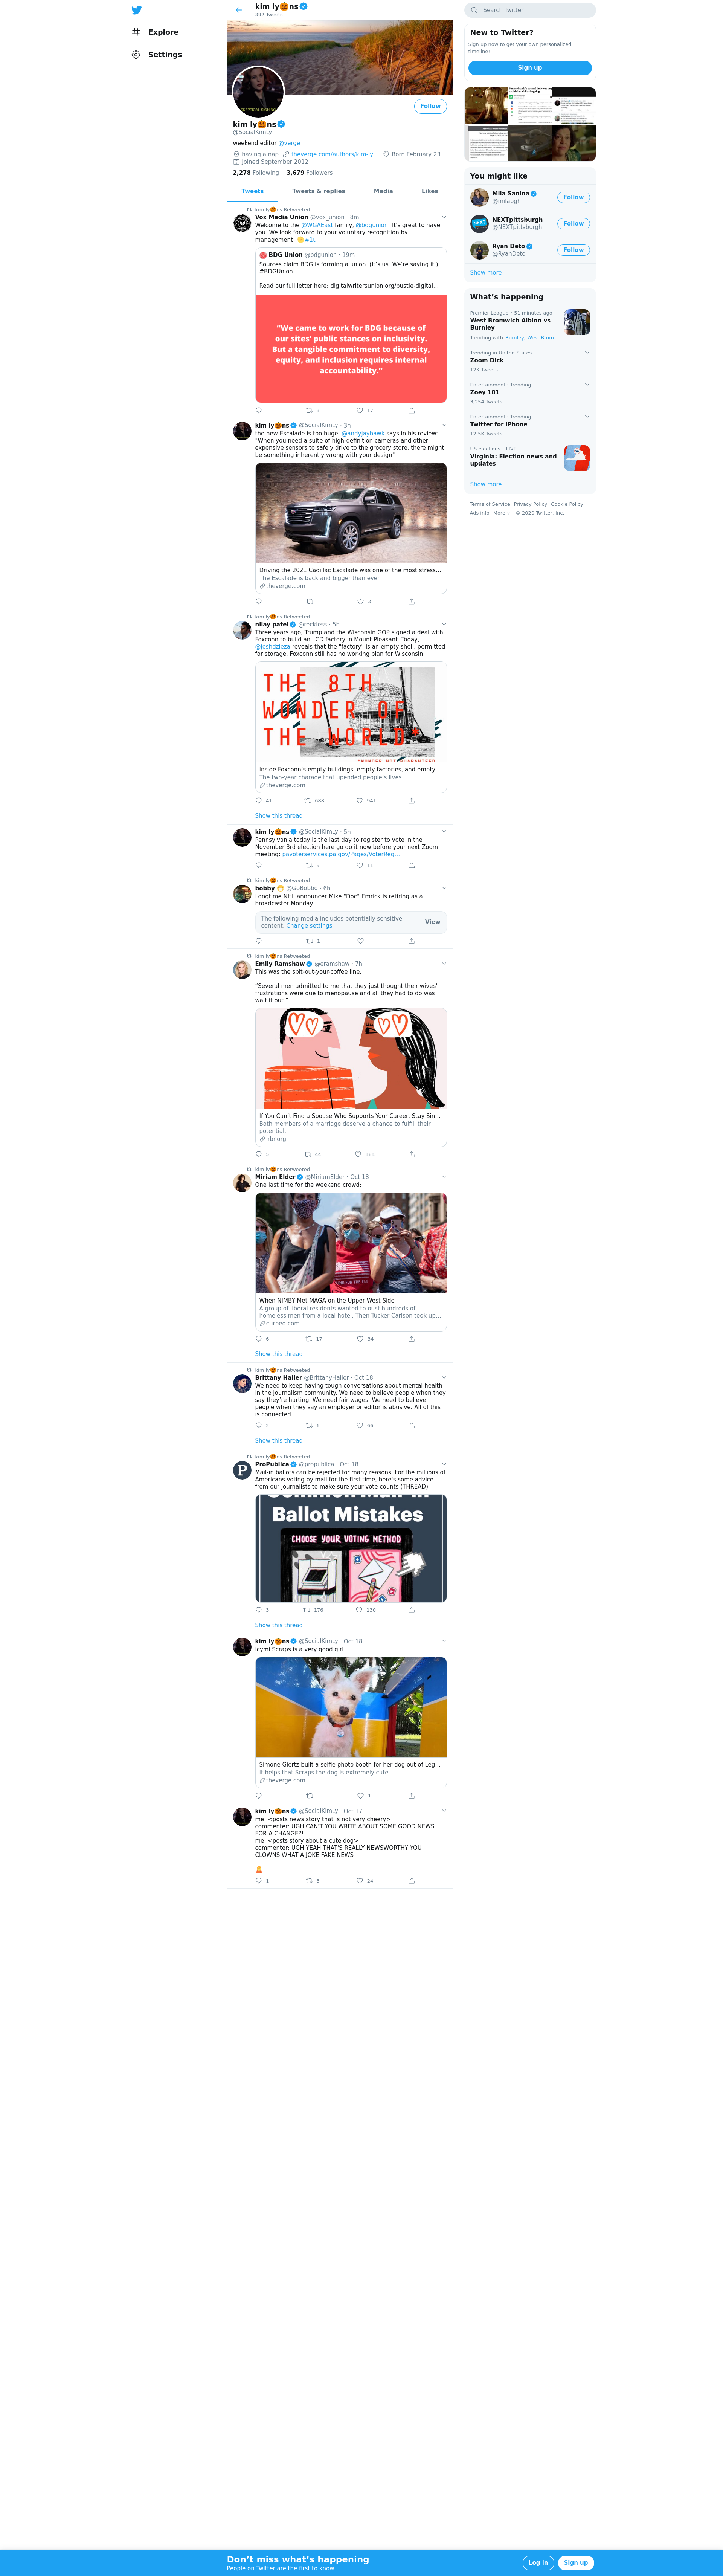 Explore
Settings
kim ly🎃ns
392 Tweets
Follow
kim ly🎃ns
@SocialKimLy
weekend editor @verge
having a nap theverge.com/authors/kim-ly… Born February 23
Joined September 2012
2,278 Following 3,679 Followers
Tweets Tweets & replies Media Likes
kim ly🎃ns Retweeted
Vox Media Union @vox_union · 8m
Welcome to the @WGAEast family, @bdgunion! It's great to have
you. We look forward to your voluntary recognition by
management! #1u
BDG Union @bdgunion · 19m
Sources claim BDG is forming a union. (It's us. We're saying it.)
#BDGUnion
Read our full letter here: digitalwritersunion.org/bustle-digital…
"We came to work for BDG because of
our sites' public stances on inclusivity.
But a tangible commitment to diversity,
equity, and inclusion requires internal
accountability."
3 17
kim ly🎃ns @SocialKimLy · 3h
the new Escalade is too huge, @andyjayhawk says in his review:
"When you need a suite of high-definition cameras and other
expensive sensors to safely drive to the grocery store, there might
be something inherently wrong with your design"
Driving the 2021 Cadillac Escalade was one of the most stress…
The Escalade is back and bigger than ever.
theverge.com
3
kim ly🎃ns Retweeted
nilay patel @reckless · 5h
Three years ago, Trump and the Wisconsin GOP signed a deal with
Foxconn to build an LCD factory in Mount Pleasant. Today,
@joshdzieza reveals that the "factory" is an empty shell, permitted
for storage. Foxconn still has no working plan for Wisconsin.
THE 8TH
WONDER OF
THE WORLD*
*WONDER NOT GUARANTEED
Inside Foxconn's empty buildings, empty factories, and empty…
The two-year charade that upended people's lives
theverge.com
41 688 941
Show this thread
kim ly🎃ns @SocialKimLy · 5h
Pennsylvania today is the last day to register to vote in the
November 3rd election here go do it now before your next Zoom
meeting: pavoterservices.pa.gov/Pages/VoterReg…
9 11
kim ly🎃ns Retweeted
bobby @GoBobbo · 6h
Longtime NHL announcer Mike "Doc" Emrick is retiring as a
broadcaster Monday.
The following media includes potentially sensitive
content. Change settings
View
1
kim ly🎃ns Retweeted
Emily Ramshaw @eramshaw · 7h
This was the spit-out-your-coffee line:
"Several men admitted to me that they just thought their wives'
frustrations were due to menopause and all they had to do was
wait it out."
If You Can't Find a Spouse Who Supports Your Career, Stay Sin…
Both members of a marriage deserve a chance to fulfill their
potential.
hbr.org
5 44 184
kim ly🎃ns Retweeted
Miriam Elder @MiriamElder · Oct 18
One last time for the weekend crowd:
When NIMBY Met MAGA on the Upper West Side
A group of liberal residents wanted to oust hundreds of
homeless men from a local hotel. Then Tucker Carlson took up…
curbed.com
6 17 34
Show this thread
kim ly🎃ns Retweeted
Brittany Hailer @BrittanyHailer · Oct 18
We need to keep having tough conversations about mental health
in the journalism community. We need to believe people when they
say they're hurting. We need fair wages. We need to believe
people when they say an employer or editor is abusive. All of this
is connected.
2 6 66
Show this thread
kim ly🎃ns Retweeted
ProPublica @propublica · Oct 18
Mail-in ballots can be rejected for many reasons. For the millions of
Americans voting by mail for the first time, here's some advice
from our journalists to make sure your vote counts (THREAD)
Common Mail-In
Ballot Mistakes
CHOOSE YOUR VOTING METHOD
3 176 130
Show this thread
kim ly🎃ns @SocialKimLy · Oct 18
icymi Scraps is a very good girl
Simone Giertz built a selfie photo booth for her dog out of Leg…
It helps that Scraps the dog is extremely cute
theverge.com
1
kim ly🎃ns @SocialKimLy · Oct 17
me: <posts news story that is not very cheery>
commenter: UGH CAN'T YOU WRITE ABOUT SOME GOOD NEWS
FOR A CHANGE?!
me: <posts story about a cute dog>
commenter: UGH YEAH THAT'S REALLY NEWSWORTHY YOU
CLOWNS WHAT A JOKE FAKE NEWS
1 3 24
Search Twitter
New to Twitter?
Sign up now to get your own personalized
timeline!
Sign up
You might like
Mila Sanina
@milapgh
Follow
NEXTpittsburgh
@NEXTpittsburgh
Follow
Ryan Deto
@RyanDeto
Follow
Show more
What's happening
Premier League · 51 minutes ago
West Bromwich Albion vs
Burnley
Trending with Burnley, West Brom
Trending in United States
Zoom Dick
12K Tweets
Entertainment · Trending
Zoey 101
3,254 Tweets
Entertainment · Trending
Twitter for iPhone
12.5K Tweets
US elections · LIVE
Virginia: Election news and
updates
Show more
Terms of Service Privacy Policy Cookie Policy
Ads info More © 2020 Twitter, Inc.
Don't miss what's happening
People on Twitter are the first to know.
Log in Sign up